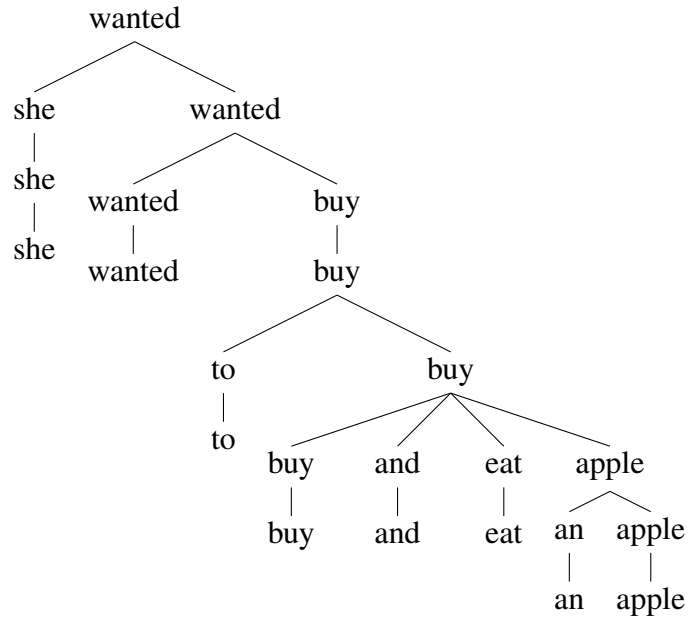 wanted
she wanted
she wanted buy
she wanted buy
to buy
to buy and eat apple
buy and eat an apple
an apple